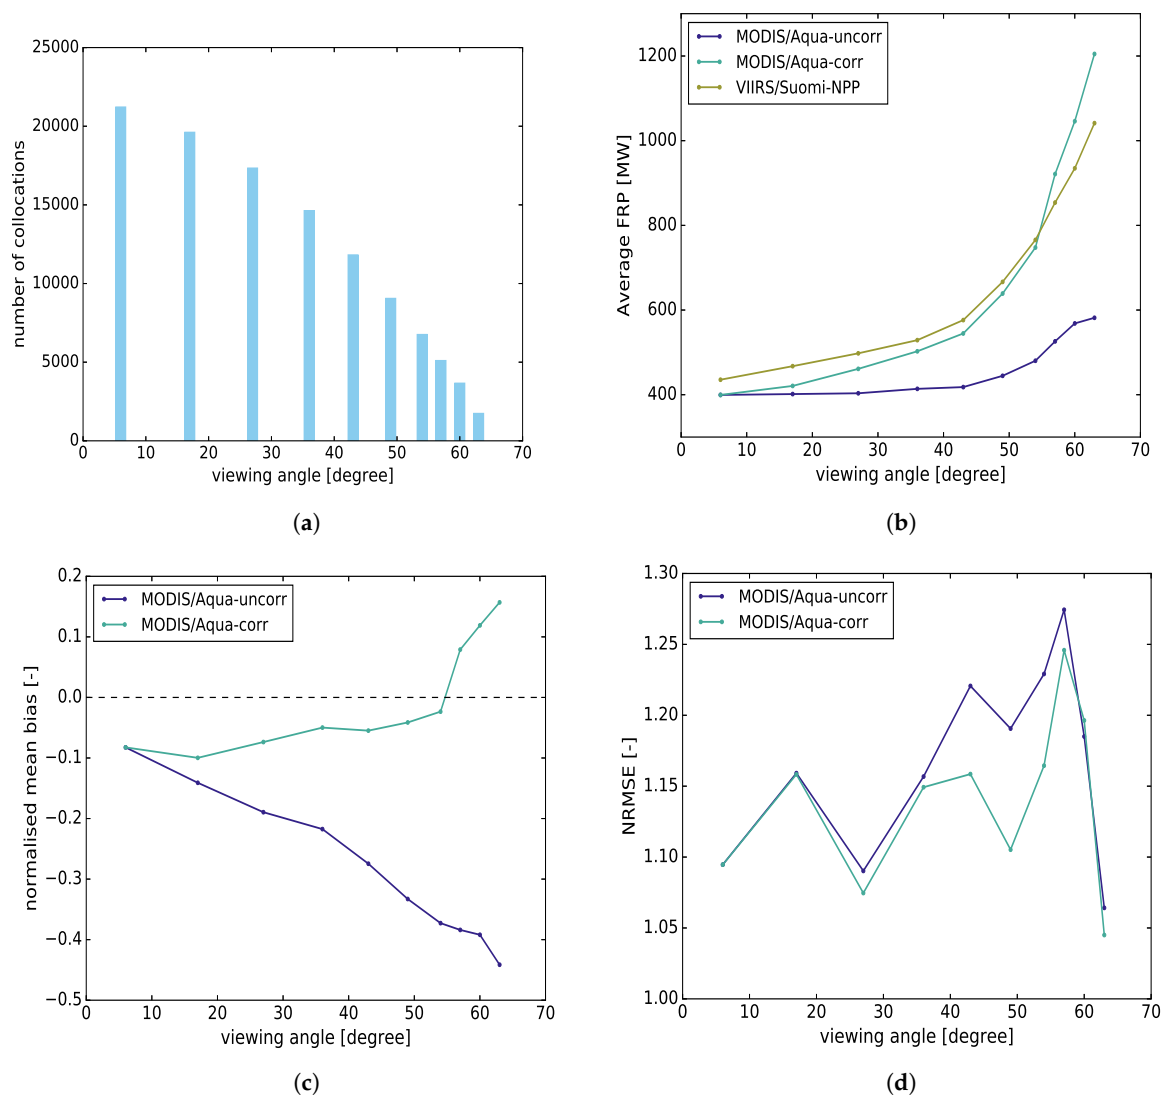 25000
20000
15000
10000
5000
0
number of collocations
0 10 20 30 40 50 60 70
viewing angle [degree]
(a)
MODIS/Aqua-uncorr
MODIS/Aqua-corr
VIIRS/Suomi-NPP
1200
1000
800
600
400
Average FRP [MW]
0 10 20 30 40 50 60 70
viewing angle [degree]
(b)
MODIS/Aqua-uncorr
MODIS/Aqua-corr
0.2
0.1
0.0
−0.1
−0.2
−0.3
−0.4
−0.5
normalised mean bias [-]
0 10 20 30 40 50 60 70
viewing angle [degree]
(c)
MODIS/Aqua-uncorr
MODIS/Aqua-corr
1.30
1.25
1.20
1.15
1.10
1.05
1.00
NRMSE [-]
0 10 20 30 40 50 60 70
viewing angle [degree]
(d)